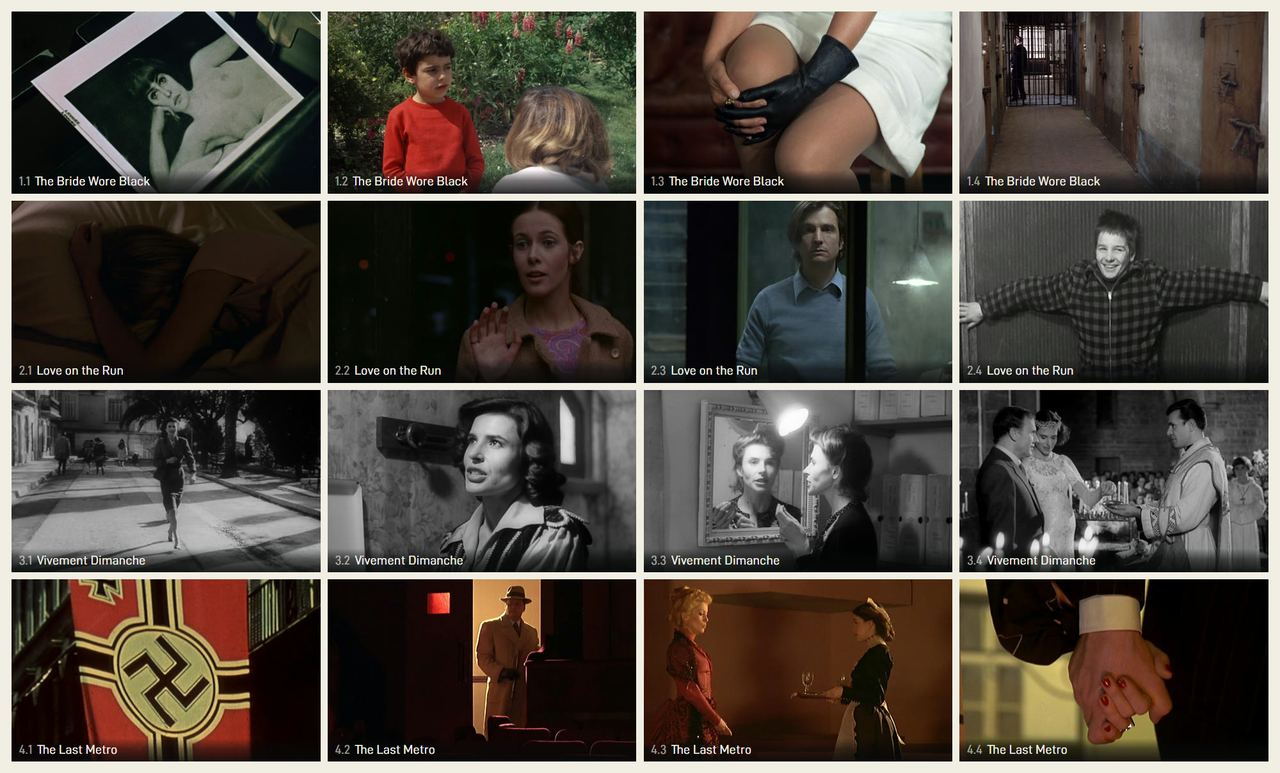 1.1 The Bride Wore Black
1.2 The Bride Wore Black
1.3 The Bride Wore Black
1.4 The Bride Wore Black
2.1 Love on the Run
2.2 Love on the Run
2.3 Love on the Run
2.4 Love on the Run
3.1 Vivement Dimanche
3.2 Vivement Dimanche
3.3 Vivement Dimanche
3.4 Vivement Dimanche
4.1 The Last Metro
4.2 The Last Metro
4.3 The Last Metro
4.4 The Last Metro